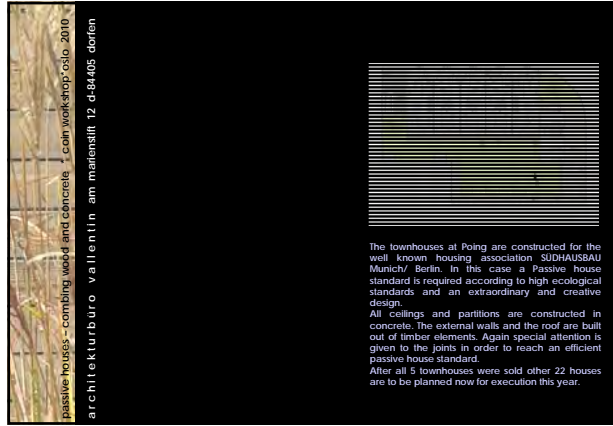 passive houses - combing wood and concrete * coin workshop*oslo 2010
architekturbüro vallentin am marienstift 12 d-84405 dorfen
The townhouses at Poing are constructed for the
well known housing association SÜDHAUSBAU
Munich/ Berlin. In this case a Passive house
standard is required according to high ecological
standards and an extraordinary and creative
design.
All ceilings and partitions are constructed in
concrete. The external walls and the roof are built
out of timber elements. Again special attention is
given to the joints in order to reach an efficient
passive house standard.
After all 5 townhouses were sold other 22 houses
are to be planned now for execution this year.